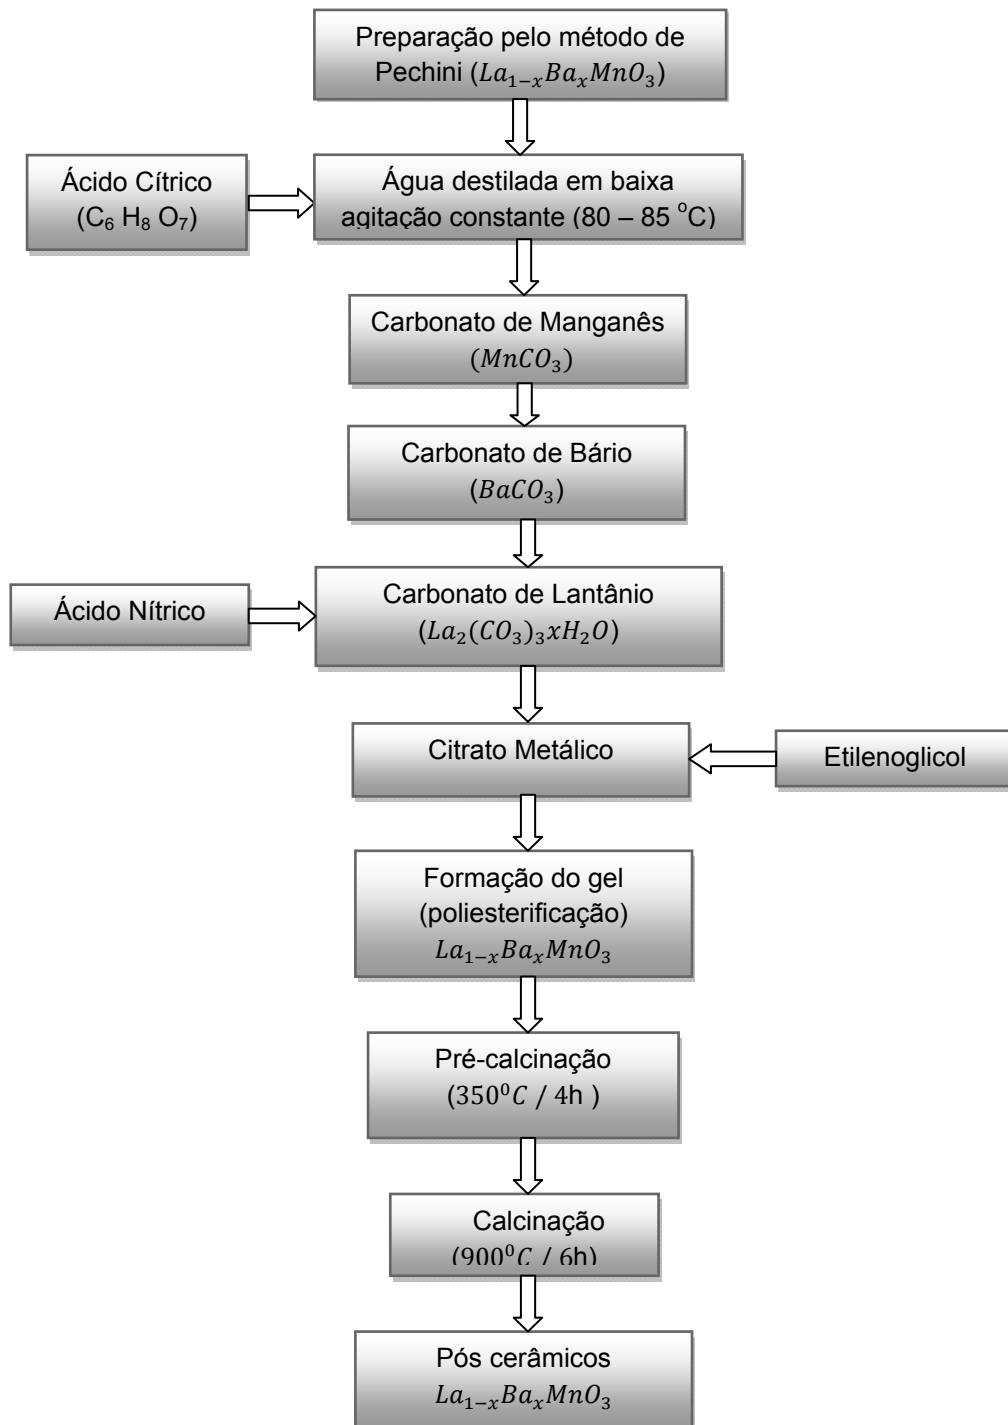 Preparação pelo método de
Pechini (La₁₋ₓBaₓMnO₃)
Ácido Cítrico
(C₆ H₈ O₇)
Água destilada em baixa
agitação constante (80 – 85 °C)
Carbonato de Manganês
(MnCO₃)
Carbonato de Bário
(BaCO₃)
Ácido Nítrico
Carbonato de Lantânio
(La₂(CO₃)₃xH₂O)
Citrato Metálico
Etilenoglicol
Formação do gel
(poliesterificação)
La₁₋ₓBaₓMnO₃
Pré-calcinação
(350⁰C / 4h )
Calcinação
(900⁰C / 6h)
Pós cerâmicos
La₁₋ₓBaₓMnO₃